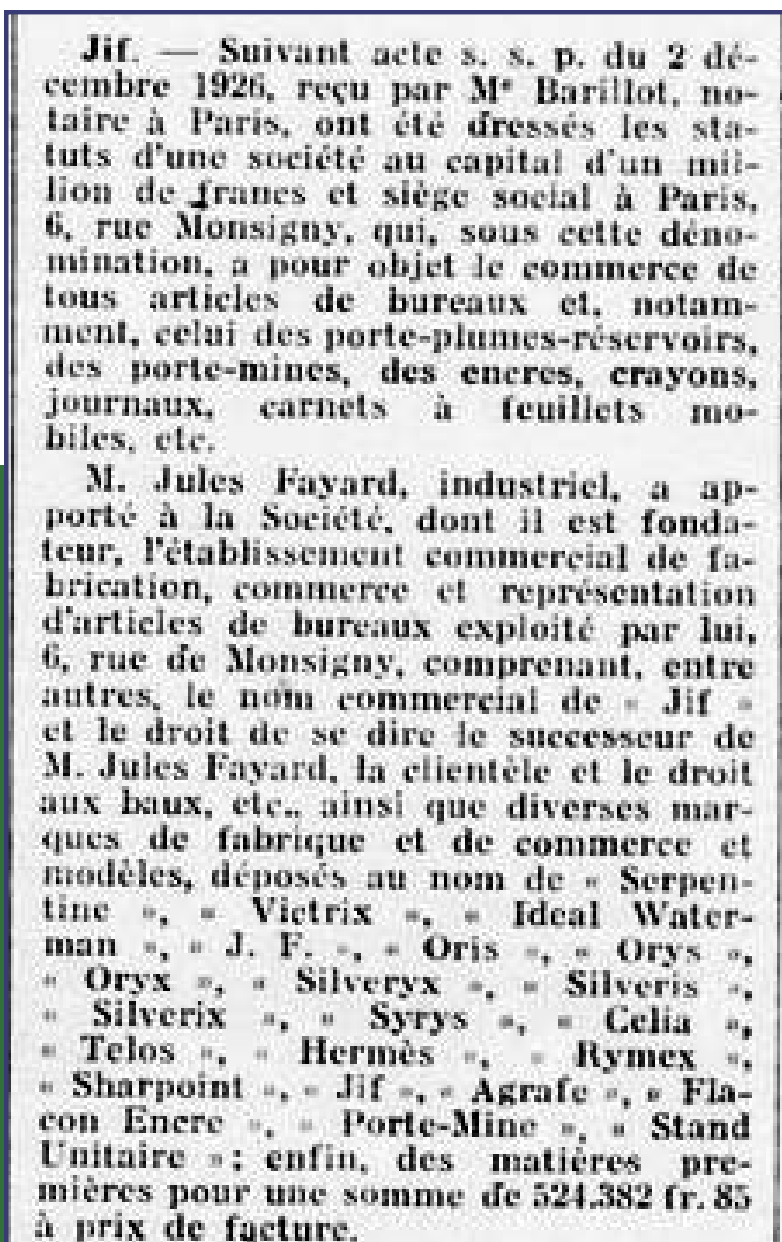 Jif. — Suivant acte s. s. p. du 2 dé-
cembre 1926, reçu par Mᵉ Barillot, no-
taire à Paris, ont été dressés les sta-
tuts d'une société au capital d'un mil-
lion de francs et siège social à Paris,
6, rue Monsigny, qui, sous cette déno-
mination, a pour objet le commerce de
tous articles de bureaux et, notam-
ment, celui des porte-plumes-réservoirs,
des porte-mines, des encres, crayons,
journaux, carnets à feuillets mo-
biles, etc.
M. Jules Fayard, industriel, a ap-
porté à la Société, dont il est fonda-
teur, l'établissement commercial de fa-
brication, commerce et représentation
d'articles de bureaux exploité par lui,
6, rue de Monsigny, comprenant, entre
autres, le nom commercial de « Jif »
et le droit de se dire le successeur de
M. Jules Fayard, la clientèle et le droit
aux baux, etc., ainsi que diverses mar-
ques de fabrique et de commerce et
modèles, déposés au nom de « Serpen-
tine », « Victrix », « Ideal Water-
man », « J. F. », « Oris », « Orys »,
« Oryx », « Silveryx », « Silveris »,
« Silverix », « Syrys », « Celia »,
« Telos », « Hermès », « Rymex »,
« Sharpoint », « Jif », « Agrafe », « Fla-
con Encre », « Porte-Mine », « Stand
Unitaire » ; enfin, des matières pre-
mières pour une somme de 524.382 fr. 85
à prix de facture.